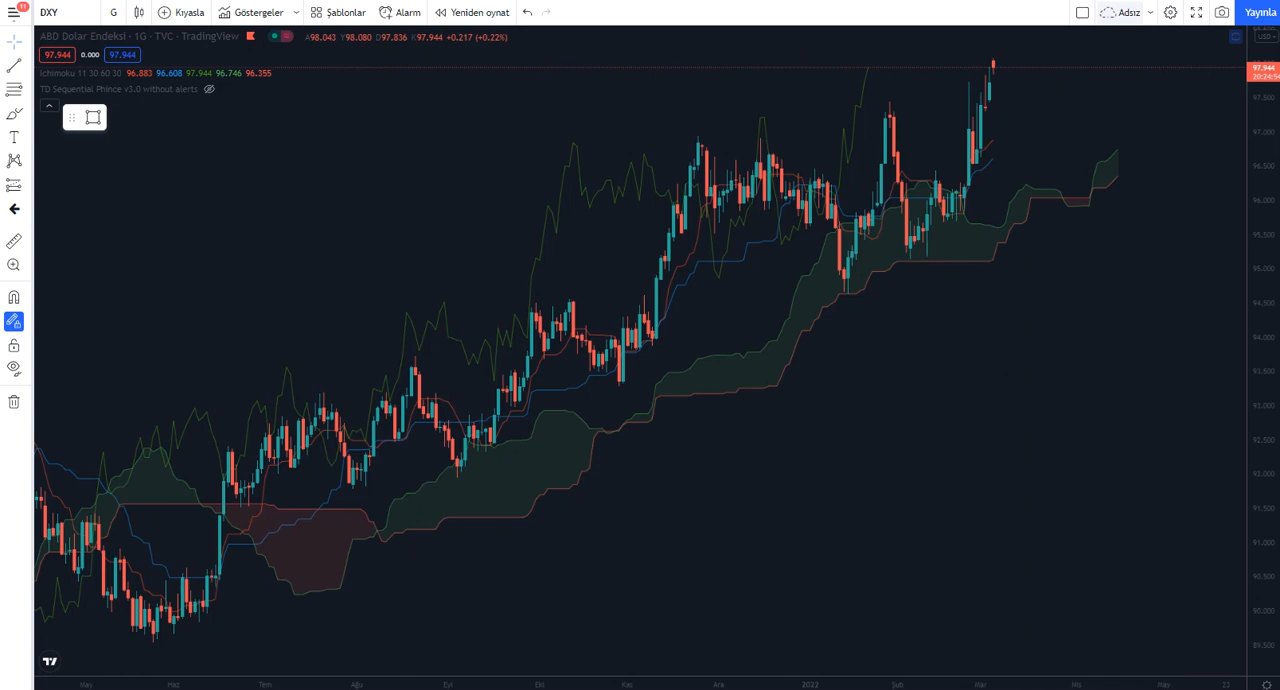 11
DXY
G
Kıyasla
Göstergeler
Şablonlar
Alarm
Yeniden oynat
Adsız
Yayınla
ABD Dolar Endeksi · 1G · TVC · TradingView
A98.043 Y98.080 D97.836 K97.944 +0.217 (+0.22%)
97.944 0.000 97.944
Ichimoku 11 30 60 30 96.883 96.608 97.944 96.746 96.355
TD Sequential Phince v3.0 without alerts
USD
97.944
20:24:54
97.500
97.000
96.500
96.000
95.500
95.000
94.500
94.000
93.500
93.000
92.500
92.000
91.500
91.000
90.500
90.000
89.500
May Haz Tem Ağu Eyl Eki Kas Ara 2022 Şub Mar Nis May 23